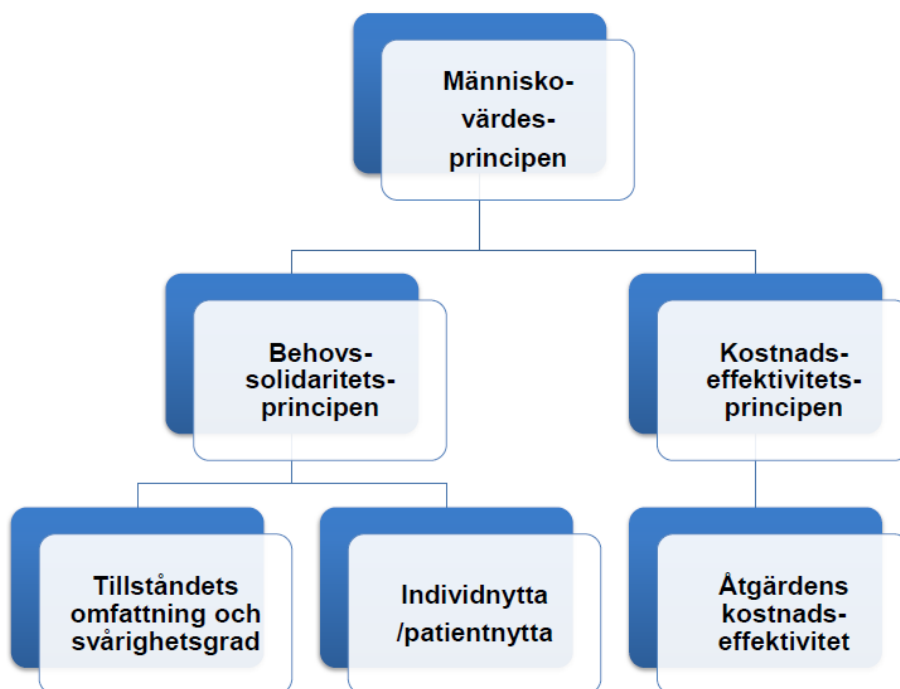 Människo-
värdes-
principen
Behovs-
solidaritets-
principen
Kostnads-
effektivitets-
principen
Tillståndets
omfattning och
svårighetsgrad
Individnytta
/patientnytta
Åtgärdens
kostnads-
effektivitet